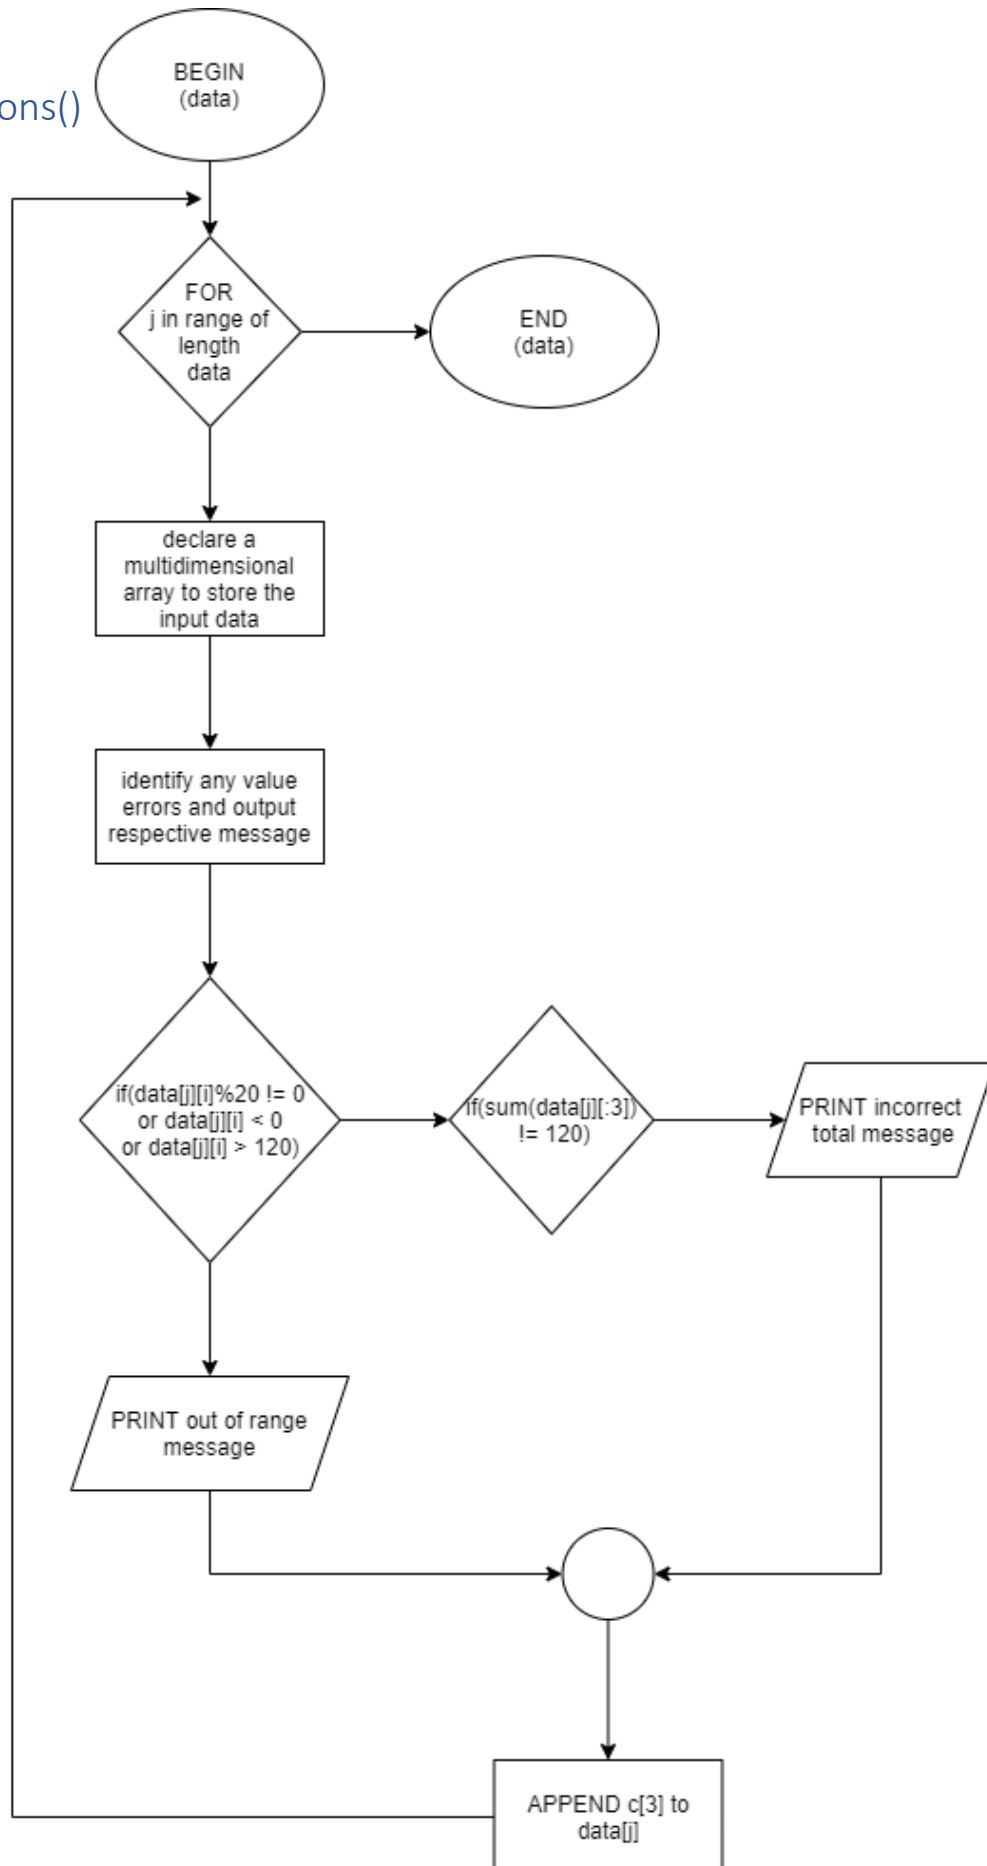 BEGIN
(data)
ons()
FOR
j in range of
length
data
END
(data)
declare a
multidimensional
array to store the
input data
identify any value
errors and output
respective message
if(data[j][i]%20 != 0
or data[j][i] < 0
or data[j][i] > 120)
if(sum(data[j][:3])
!= 120)
PRINT incorrect
total message
PRINT out of range
message
APPEND c[3] to
data[j]